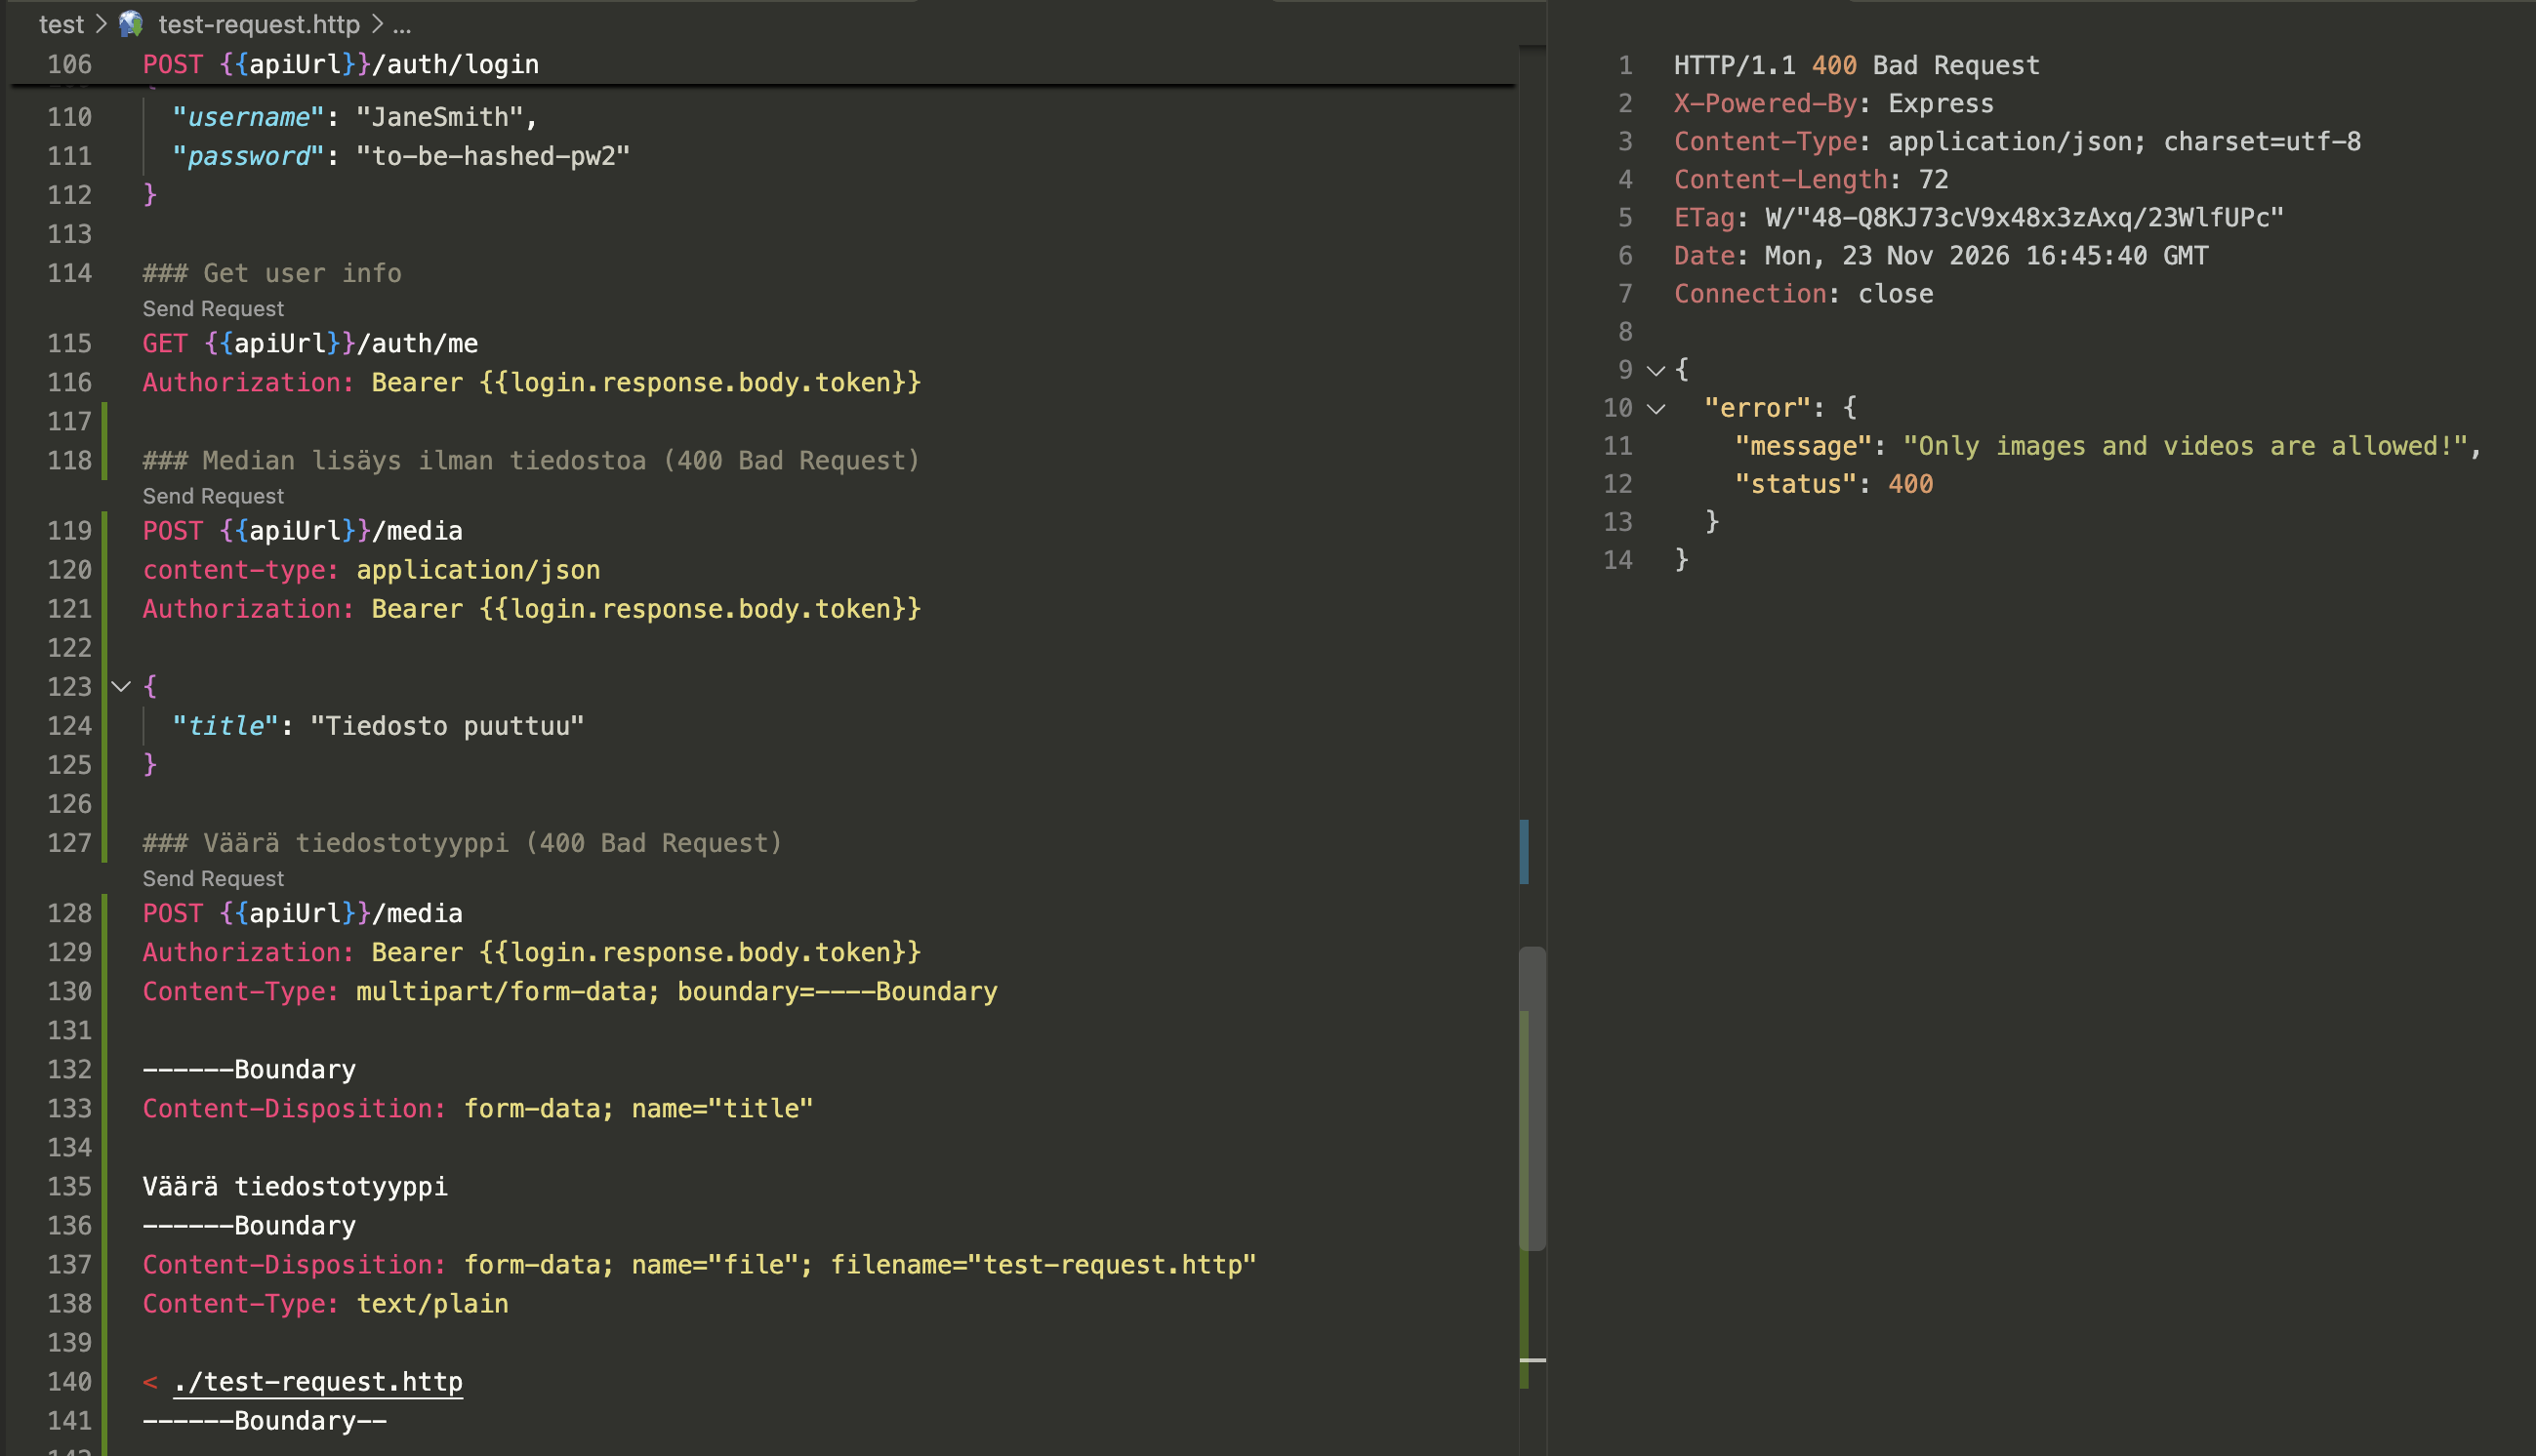 test > test-request.http > ...
106 POST {{apiUrl}}/auth/login
110 "username": "JaneSmith",
111 "password": "to-be-hashed-pw2"
112 }
113
114 ### Get user info
Send Request
115 GET {{apiUrl}}/auth/me
116 Authorization: Bearer {{login.response.body.token}}
117
118 ### Median lisäys ilman tiedostoa (400 Bad Request)
Send Request
119 POST {{apiUrl}}/media
120 content-type: application/json
121 Authorization: Bearer {{login.response.body.token}}
122
123 {
124 "title": "Tiedosto puuttuu"
125 }
126
127 ### Väärä tiedostotyyppi (400 Bad Request)
Send Request
128 POST {{apiUrl}}/media
129 Authorization: Bearer {{login.response.body.token}}
130 Content-Type: multipart/form-data; boundary=----Boundary
131
132 ------Boundary
133 Content-Disposition: form-data; name="title"
134
135 Väärä tiedostotyyppi
136 ------Boundary
137 Content-Disposition: form-data; name="file"; filename="test-request.http"
138 Content-Type: text/plain
139
140 < ./test-request.http
141 ------Boundary--
1 HTTP/1.1 400 Bad Request
2 X-Powered-By: Express
3 Content-Type: application/json; charset=utf-8
4 Content-Length: 72
5 ETag: W/"48-Q8KJ73cV9x48x3zAxq/23WlfUPc"
6 Date: Mon, 23 Nov 2026 16:45:40 GMT
7 Connection: close
8
9 {
10 "error": {
11 "message": "Only images and videos are allowed!",
12 "status": 400
13 }
14 }